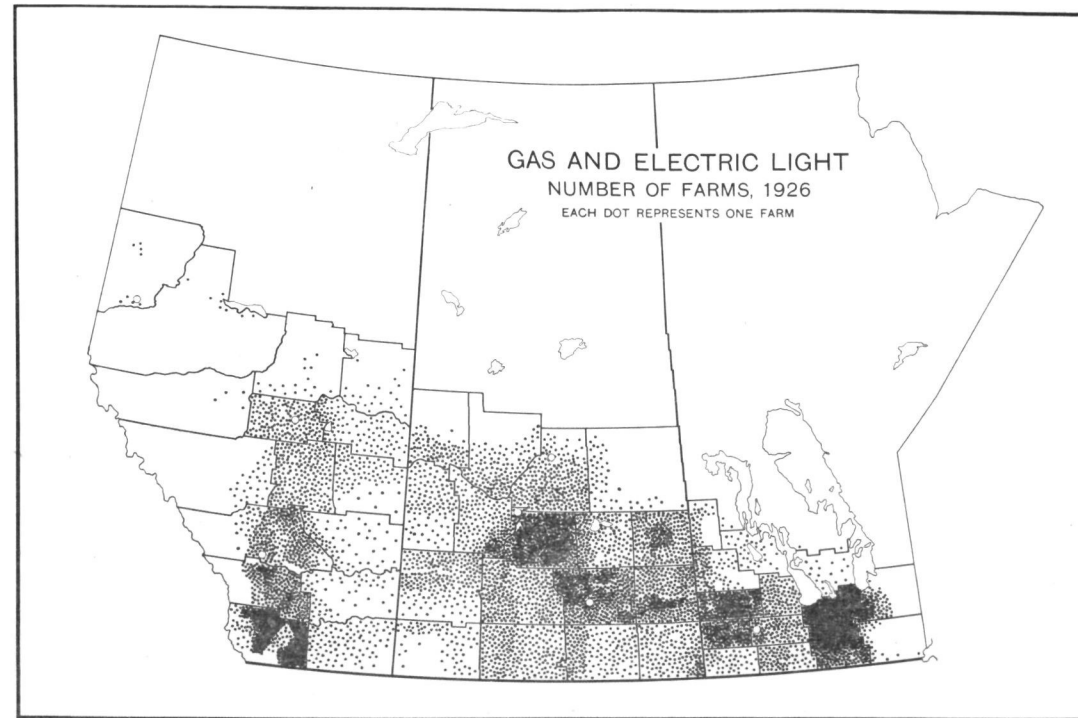 GAS AND ELECTRIC LIGHT
NUMBER OF FARMS, 1926
EACH DOT REPRESENTS ONE FARM